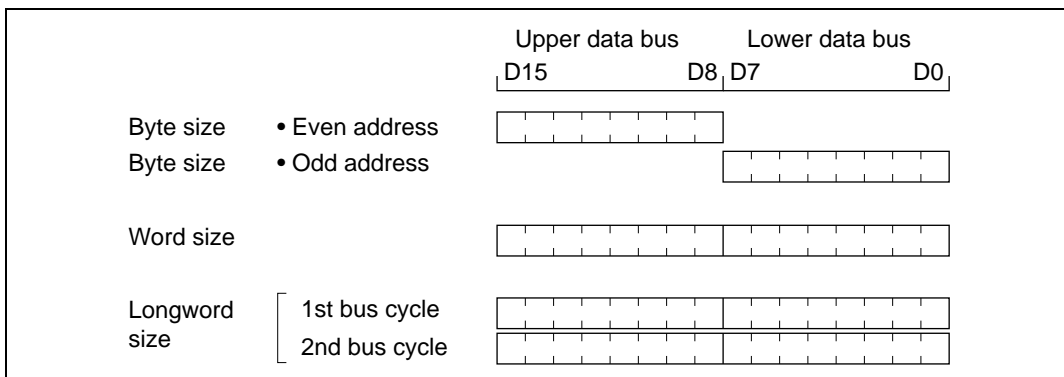 Upper data bus Lower data bus
D15 D8 D7 D0
Byte size • Even address
Byte size • Odd address
Word size
Longword size 1st bus cycle
2nd bus cycle